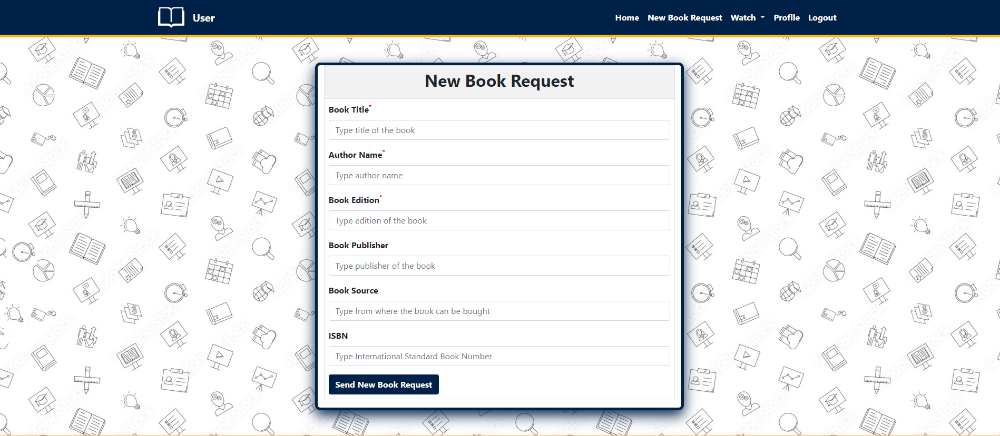 User
Home New Book Request Watch Profile Logout
New Book Request
Book Title*
Type title of the book
Author Name*
Type author name
Book Edition*
Type edition of the book
Book Publisher
Type publisher of the book
Book Source
Type from where the book can be bought
ISBN
Type International Standard Book Number
Send New Book Request